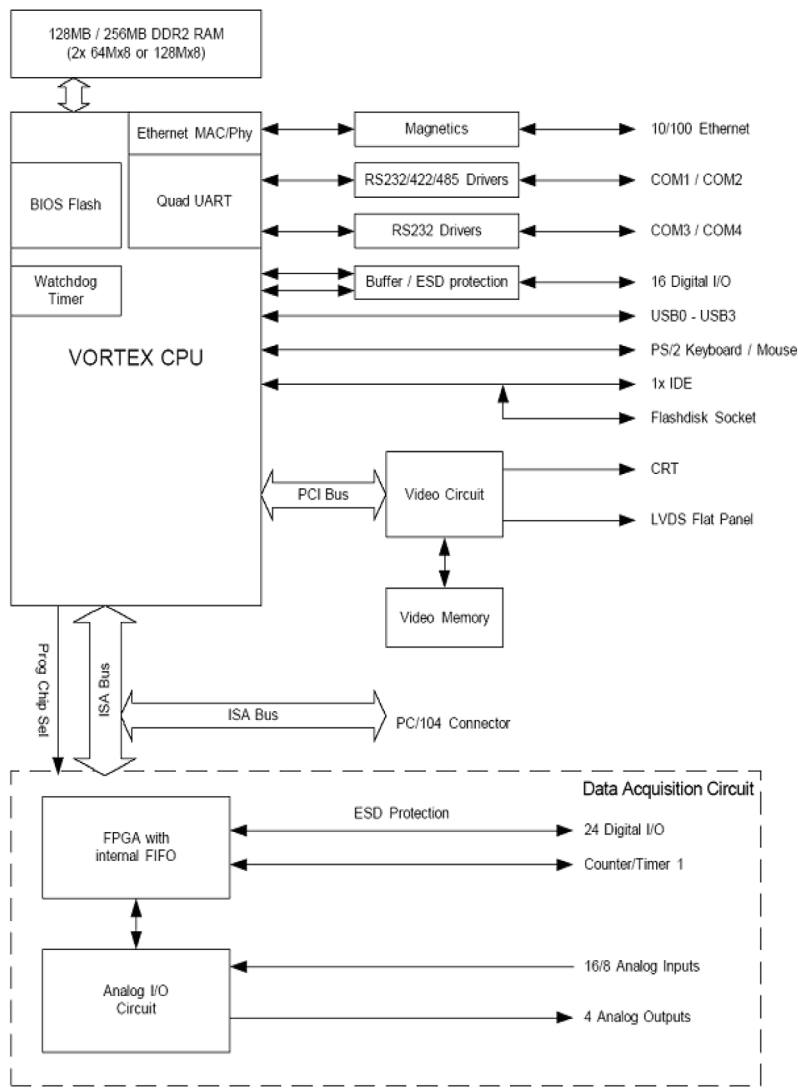 128MB / 256MB DDR2 RAM
(2x 64Mx8 or 128Mx8)
Ethernet MAC/Phy
Magnetics
10/100 Ethernet
BIOS Flash
Quad UART
RS232/422/485 Drivers
COM1 / COM2
RS232 Drivers
COM3 / COM4
Watchdog
Timer
Buffer / ESD protection
16 Digital I/O
USB0 - USB3
VORTEX CPU
PS/2 Keyboard / Mouse
1x IDE
Flashdisk Socket
PCI Bus
Video Circuit
CRT
LVDS Flat Panel
Video Memory
Prog Chip Sel
ISA Bus
ISA Bus
PC/104 Connector
Data Acquisition Circuit
FPGA with
internal FIFO
ESD Protection
24 Digital I/O
Counter/Timer 1
Analog I/O
Circuit
16/8 Analog Inputs
4 Analog Outputs